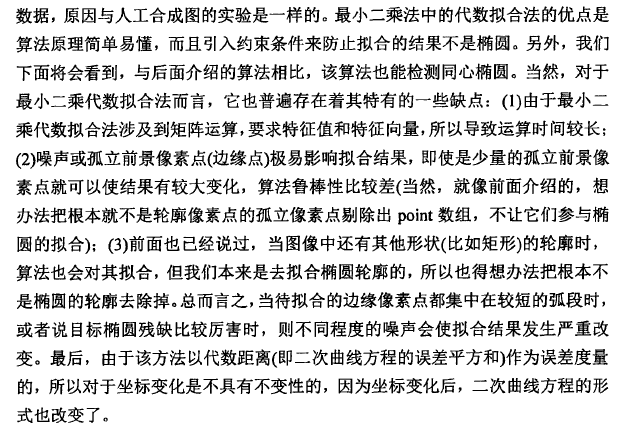 数据，原因与人工合成图的实验是一样的。最小二乘法中的代数拟合法的优点是
算法原理简单易懂，而且引入约束条件来防止拟合的结果不是椭圆。另外，我们
下面将会看到，与后面介绍的算法相比，该算法也能检测同心椭圆。当然，对于
最小二乘代数拟合法而言，它也普遍存在着其特有的一些缺点：(1)由于最小二
乘代数拟合法涉及到矩阵运算，要求特征值和特征向量，所以导致运算时间较长；
(2)噪声或孤立前景像素点(边缘点)极易影响拟合结果，即使是少量的孤立前景像
素点就可以使结果有较大变化，算法鲁棒性比较差(当然，就像前面介绍的，想
办法把根本就不是轮廓像素点的孤立像素点剔除出 point 数组，不让它们参与椭
圆的拟合)；(3)前面也已经说过，当图像中还有其他形状(比如矩形)的轮廓时，
算法也会对其拟合，但我们本来是去拟合椭圆轮廓的，所以也得想办法把根本不
是椭圆的轮廓去除掉。总而言之，当待拟合的边缘像素点都集中在较短的弧段时，
或者说目标椭圆残缺比较厉害时，则不同程度的噪声会使拟合结果发生严重改
变。最后，由于该方法以代数距离(即二次曲线方程的误差平方和)作为误差度量
的，所以对于坐标变化是不具有不变性的，因为坐标变化后，二次曲线方程的形
式也改变了。